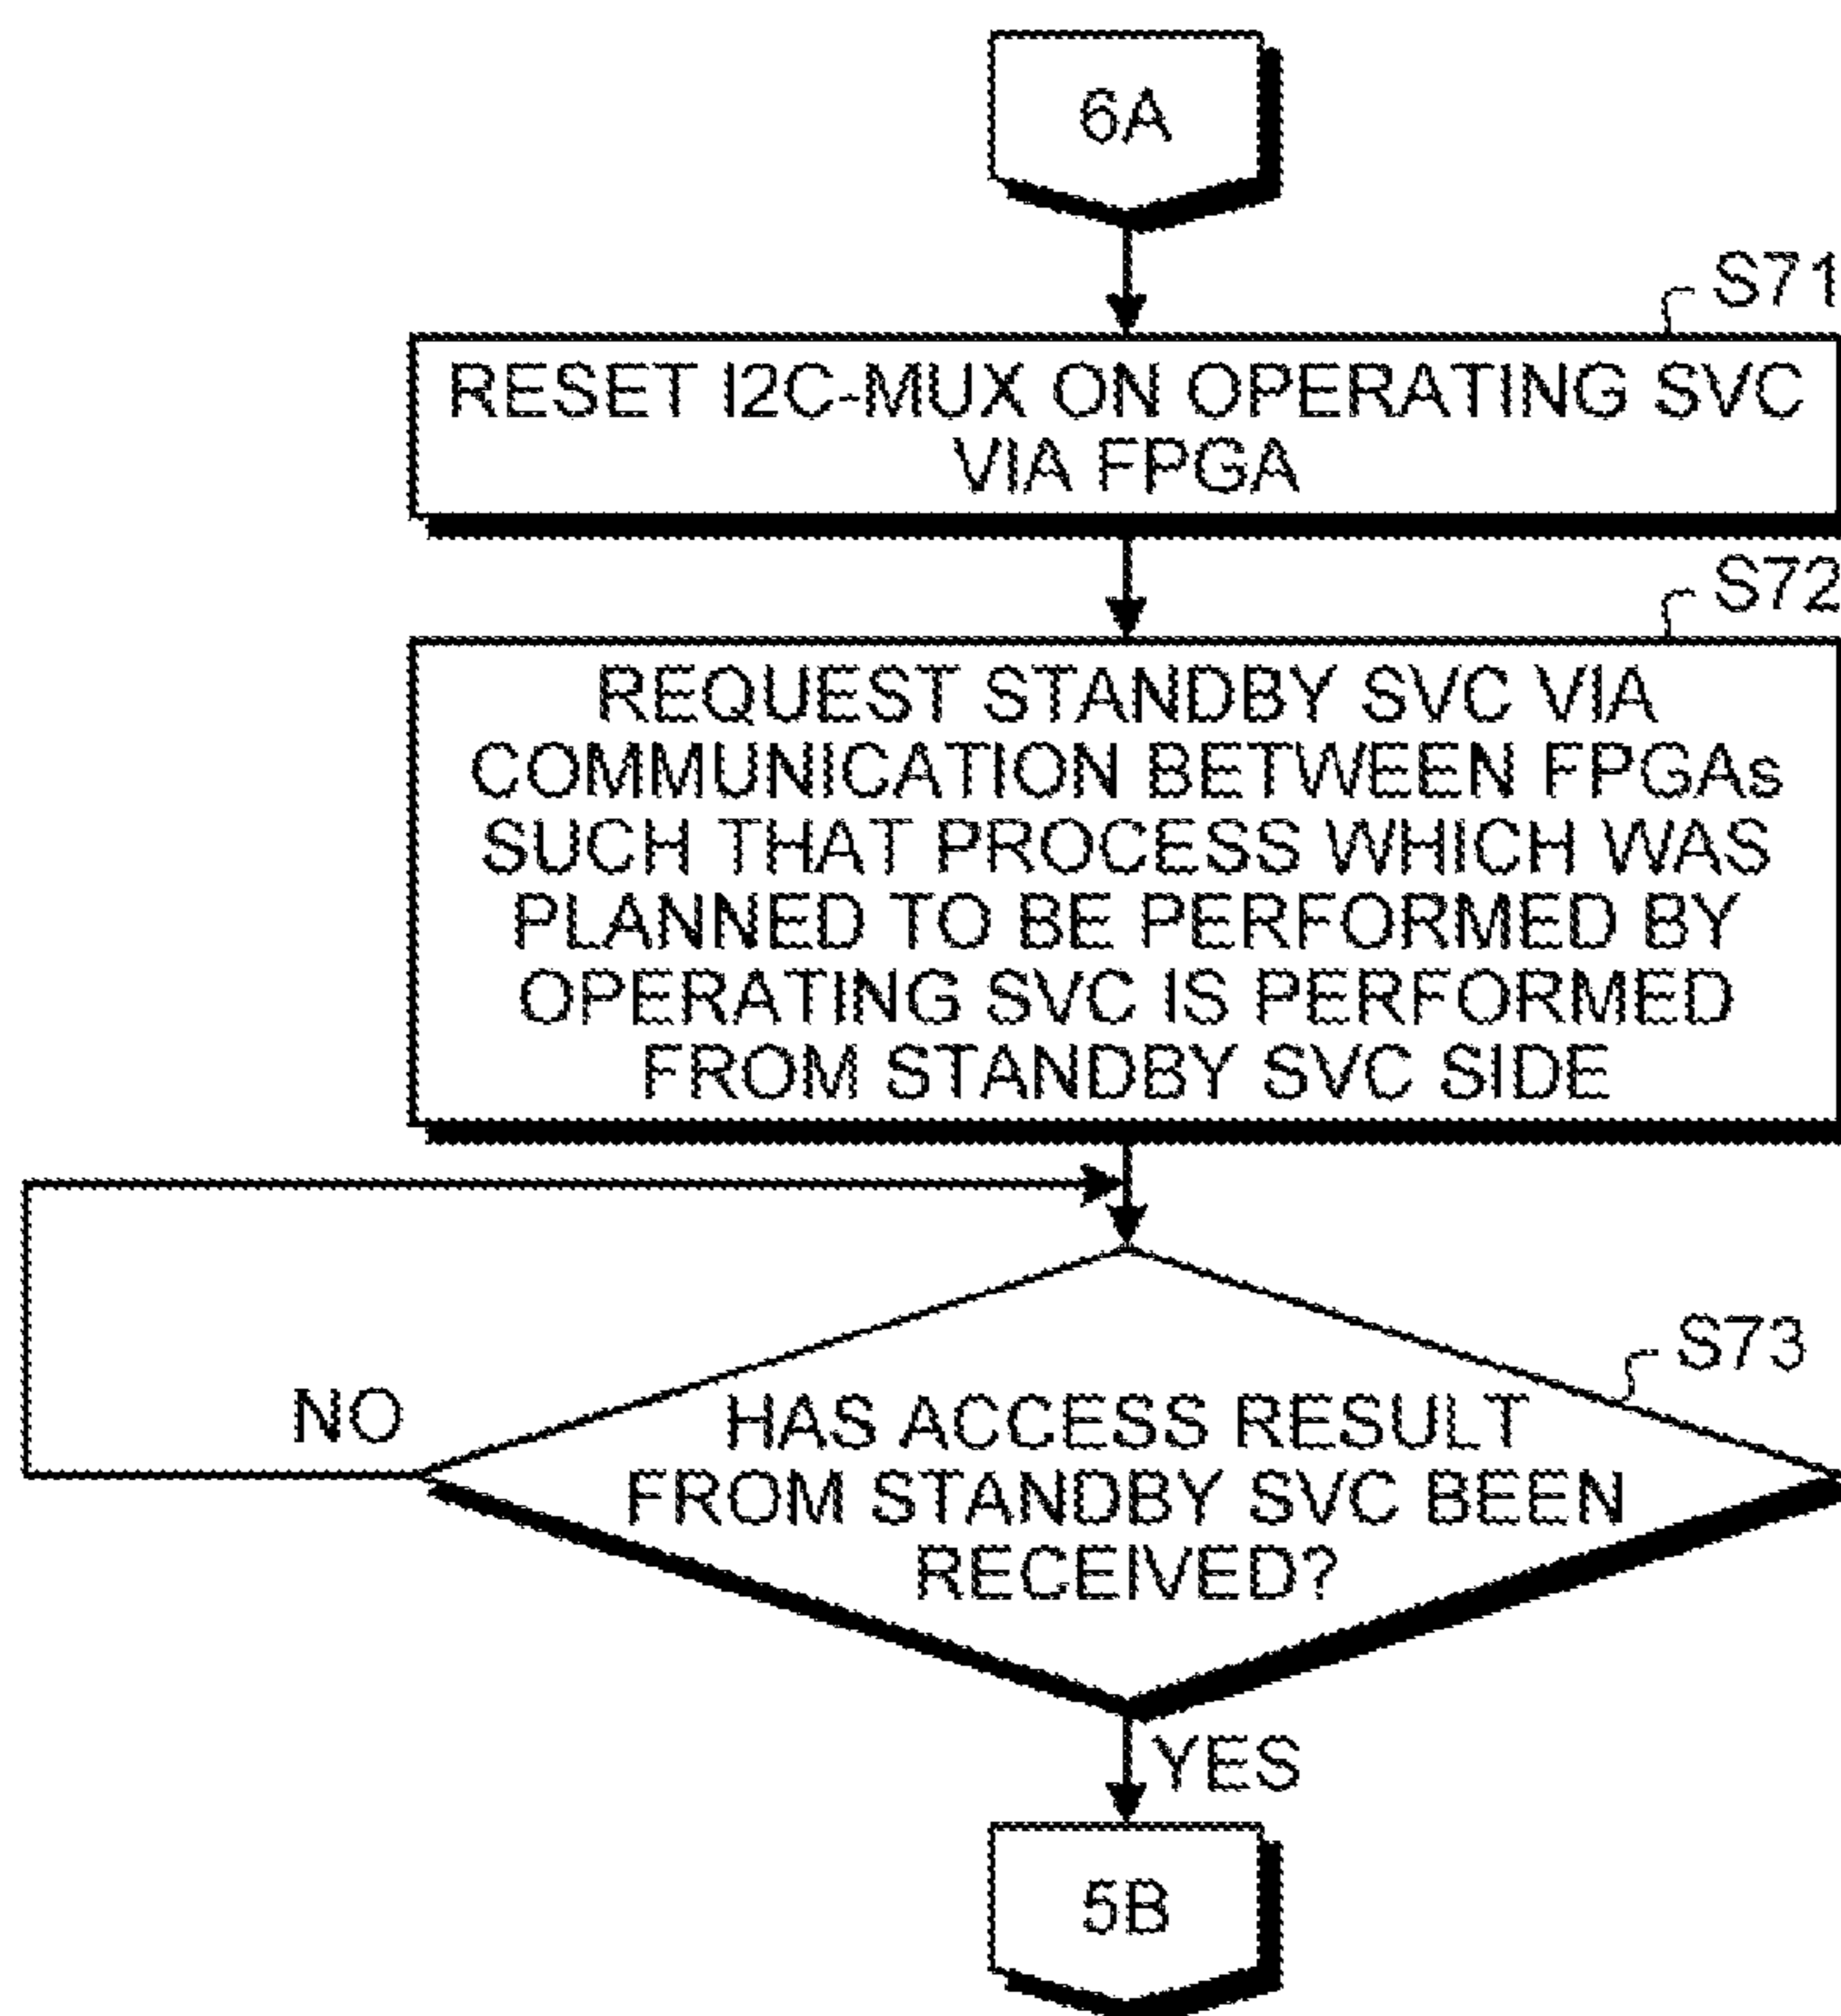 6A
S71
RESET I2C-MUX ON OPERATING SVC
VIA FPGA
S72
REQUEST STANDBY SVC VIA
COMMUNICATION BETWEEN FPGAs
SUCH THAT PROCESS WHICH WAS
PLANNED TO BE PERFORMED BY
OPERATING SVC IS PERFORMED
FROM STANDBY SVC SIDE
S73
NO
HAS ACCESS RESULT
FROM STANDBY SVC BEEN
RECEIVED?
YES
5B